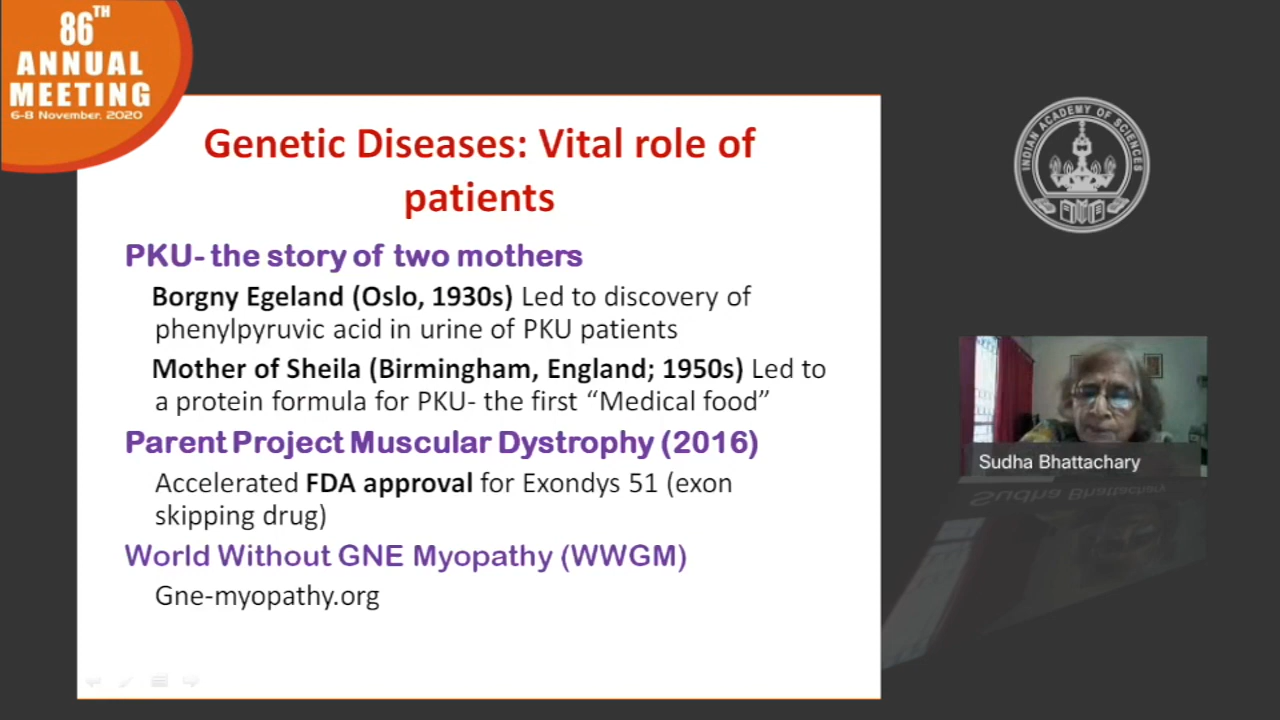 86TH
ANNUAL
MEETING
6-8 November, 2020
Genetic Diseases: Vital role of
patients
PKU- the story of two mothers
Borgny Egeland (Oslo, 1930s) Led to discovery of
phenylpyruvic acid in urine of PKU patients
Mother of Sheila (Birmingham, England; 1950s) Led to
a protein formula for PKU- the first “Medical food”
Parent Project Muscular Dystrophy (2016)
Accelerated FDA approval for Exondys 51 (exon
skipping drug)
World Without GNE Myopathy (WWGM)
Gne-myopathy.org
INDIAN ACADEMY OF SCIENCES
Sudha Bhattachary
Sudha Bhattachary